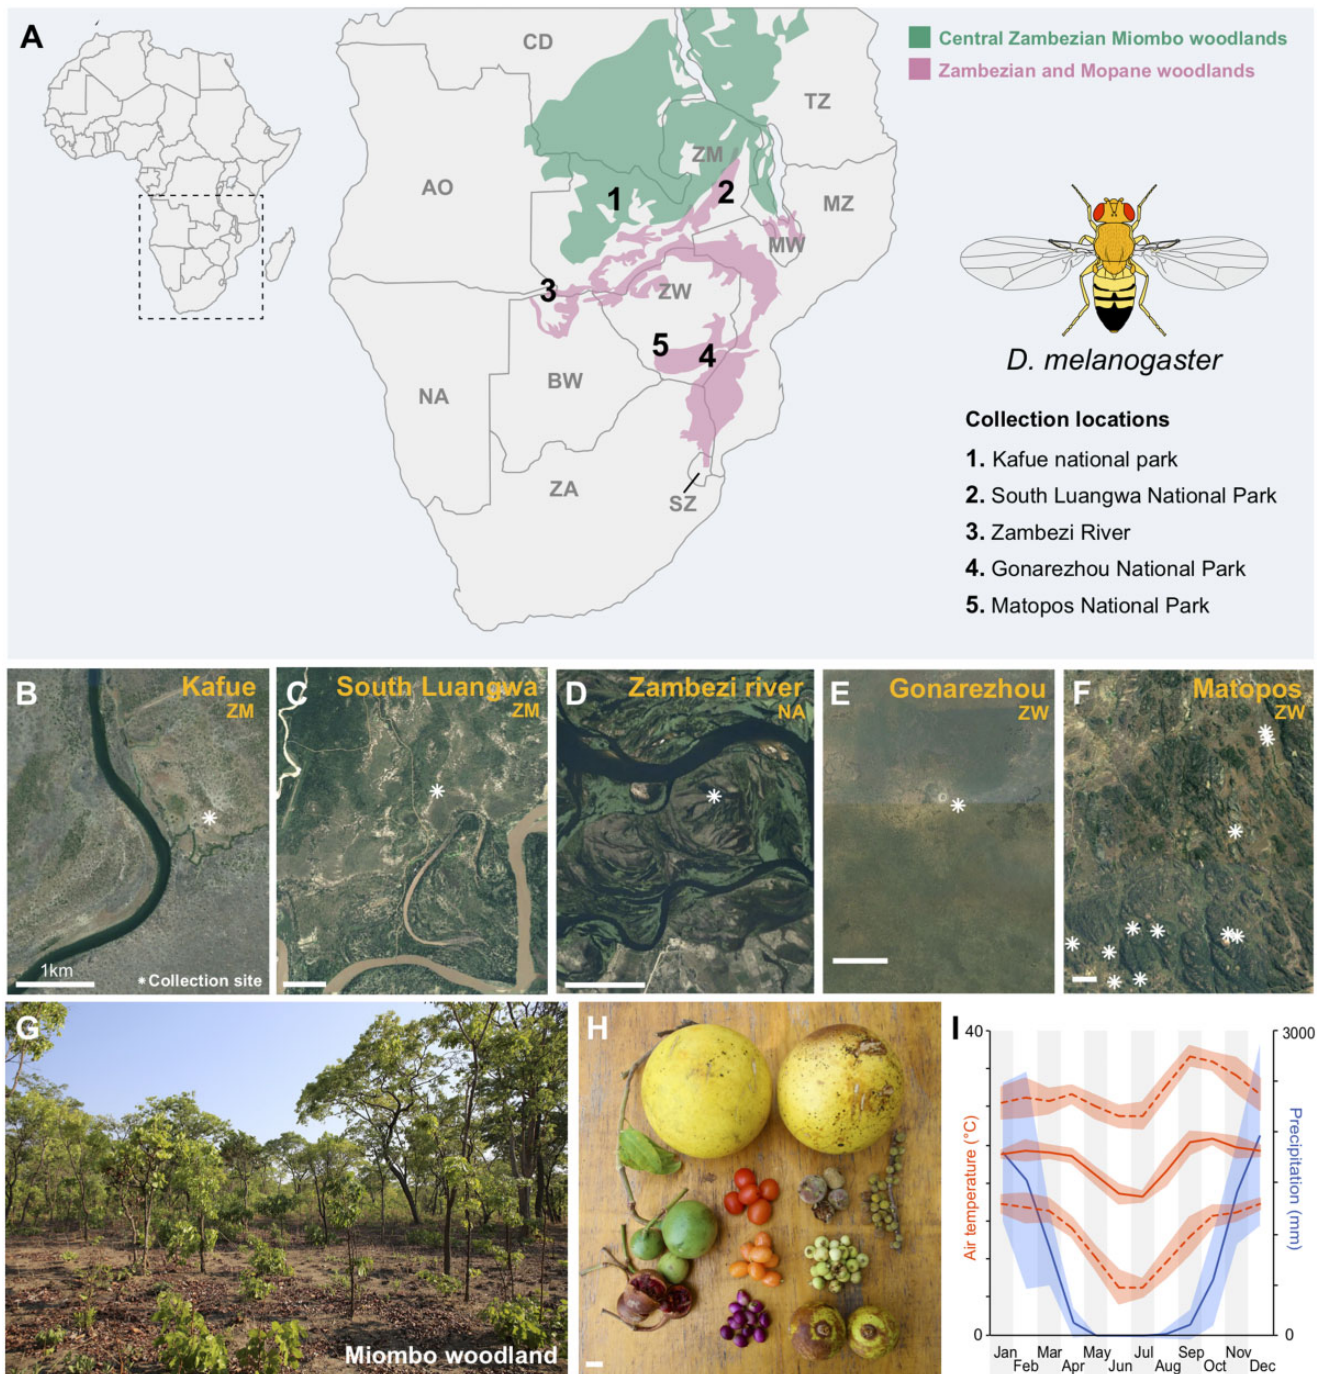 A
CD
TZ
ZM
AO
MZ
MW
ZW
NA
BW
ZA
SZ
1
2
3
4
5
Central Zambezian Miombo woodlands
Zambezian and Mopane woodlands
D. melanogaster
Collection locations
1. Kafue national park
2. South Luangwa National Park
3. Zambezi River
4. Gonarezhou National Park
5. Matopos National Park
B
Kafue
ZM
1km
* Collection site
C
South Luangwa
ZM
D
Zambezi river
NA
E
Gonarezhou
ZW
F
Matopos
ZW
G
Miombo woodland
H
I
40
0
Air temperature (°C)
3000
0
Precipitation (mm)
Jan Mar May Jul Sep Nov
Feb Apr Jun Aug Oct Dec